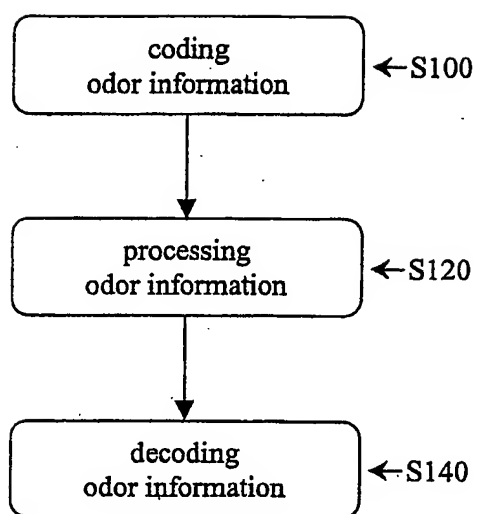 coding
odor information
S100
processing
odor information
S120
decoding
odor information
S140